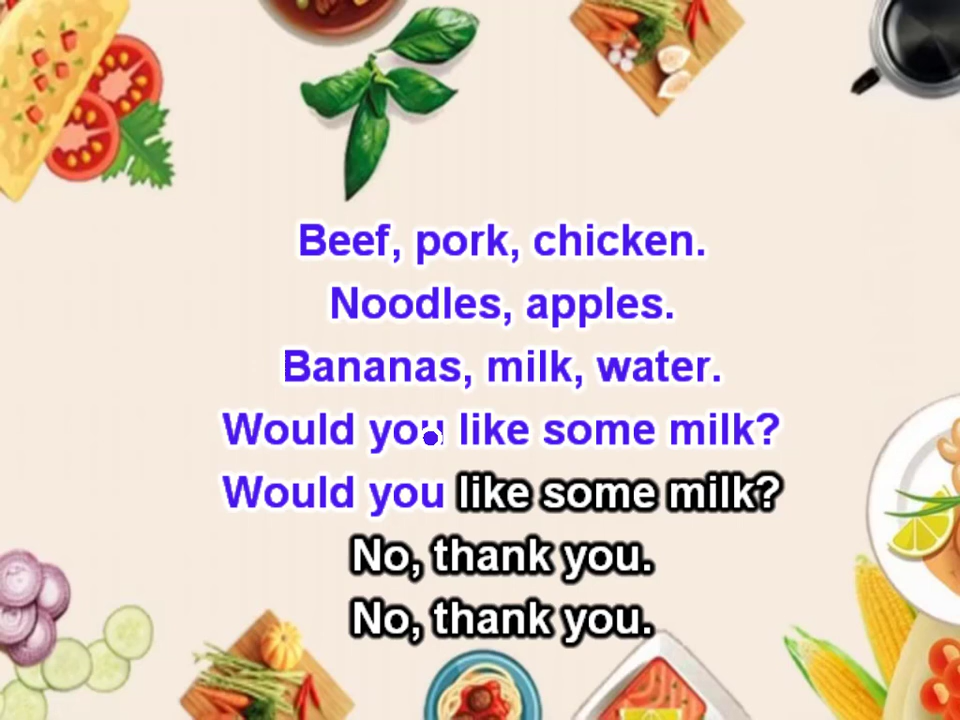 Beef, pork, chicken.
Noodles, apples.
Bananas, milk, water.
Would you like some milk?
Would you like some milk?
No, thank you.
No, thank you.